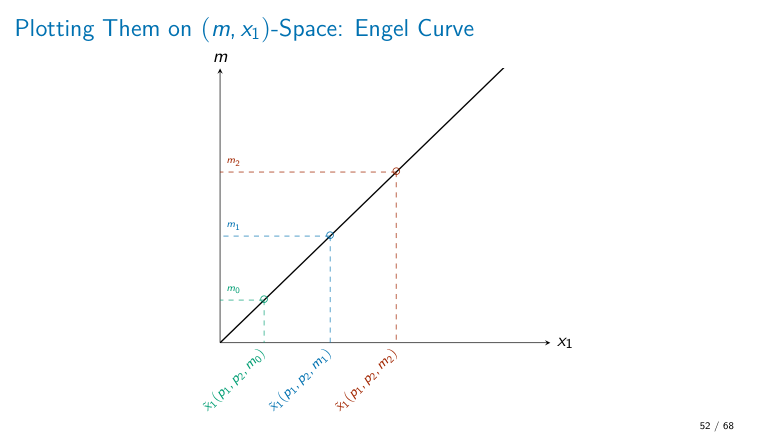 Plotting Them on (m, x₁)-Space: Engel Curve
m
m₂
m₁
m₀
x₁
x̃₁(p₁, p₂, m₀)
x̃₁(p₁, p₂, m₁)
x̃₁(p₁, p₂, m₂)
52 / 68